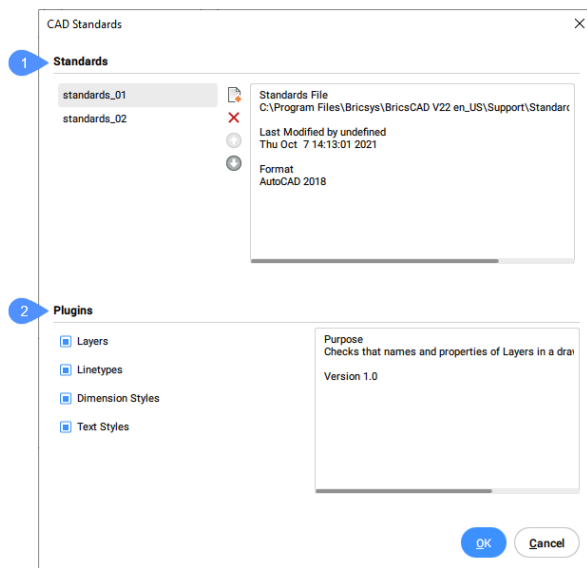 CAD Standards
1
Standards
standards_01
standards_02
Standards File
C:\Program Files\Bricsys\BricsCAD V22 en_US\Support\Standard
Last Modified by undefined
Thu Oct 7 14:13:01 2021
Format
AutoCAD 2018
2
Plugins
Layers
Linetypes
Dimension Styles
Text Styles
Purpose
Checks that names and properties of Layers in a
Version 1.0
OK
Cancel